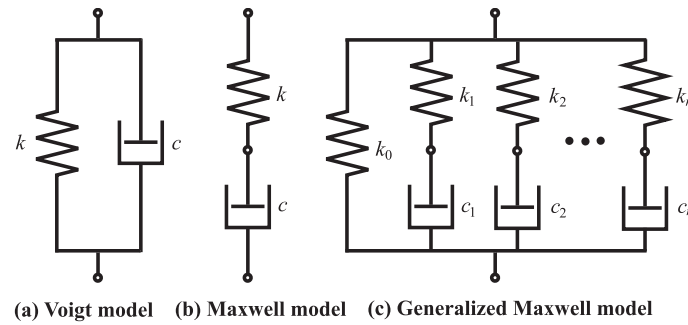 k
c
k
c
k0
k1
c1
k2
c2
(a) Voigt model
(b) Maxwell model
(c) Generalized Maxwell model